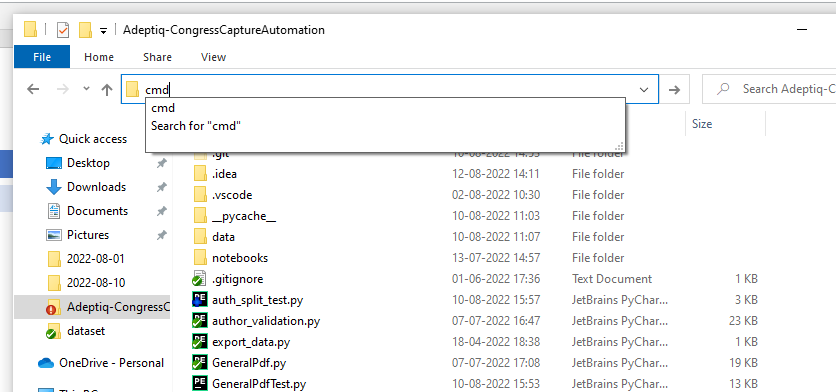 Adeptiq-CongressCaptureAutomation
File Home Share View
cmd Search Adeptiq-C
cmd
Search for "cmd"
Size
Quick access
Desktop
Downloads
Documents
Pictures
2022-08-01
2022-08-10
Adeptiq-CongressC
dataset
OneDrive - Personal
.git 10-08-2022 14:53 File folder
.idea 12-08-2022 14:11 File folder
.vscode 02-08-2022 10:30 File folder
__pycache__ 10-08-2022 11:03 File folder
data 10-08-2022 11:07 File folder
notebooks 13-07-2022 14:57 File folder
.gitignore 01-06-2022 17:36 Text Document 1 KB
auth_split_test.py 10-08-2022 15:57 JetBrains PyChar... 3 KB
author_validation.py 07-07-2022 16:47 JetBrains PyChar... 23 KB
export_data.py 18-04-2022 18:38 JetBrains PyChar... 1 KB
GeneralPdf.py 07-07-2022 17:08 JetBrains PyChar... 19 KB
GeneralPdfTest.py 10-08-2022 15:53 JetBrains PyChar... 13 KB